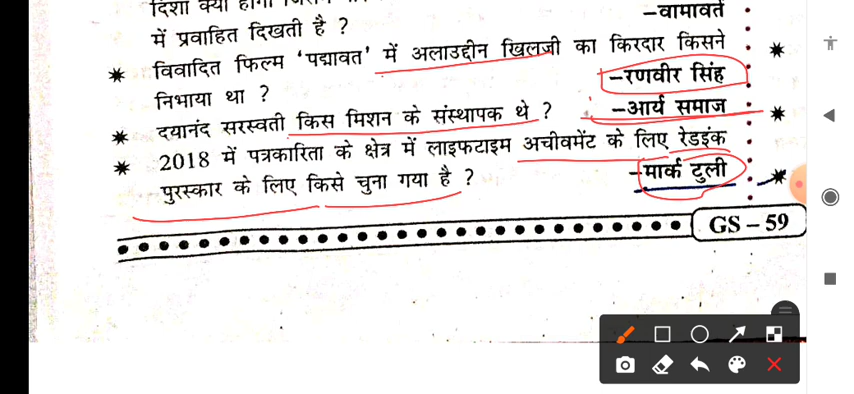 दिशा क्या होगी
में प्रवाहित दिखती है ?
–वामावर्त
विवादित फिल्म ‘पद्मावत’ में अलाउद्दीन खिलजी का किरदार किसने
निभाया था ?
–रणवीर सिंह
दयानंद सरस्वती किस मिशन के संस्थापक थे ? –आर्य समाज
2018 में पत्रकारिता के क्षेत्र में लाइफटाइम अचीवमेंट के लिए रेडइंक
पुरस्कार के लिए किसे चुना गया है ? –मार्क टुली
GS – 59